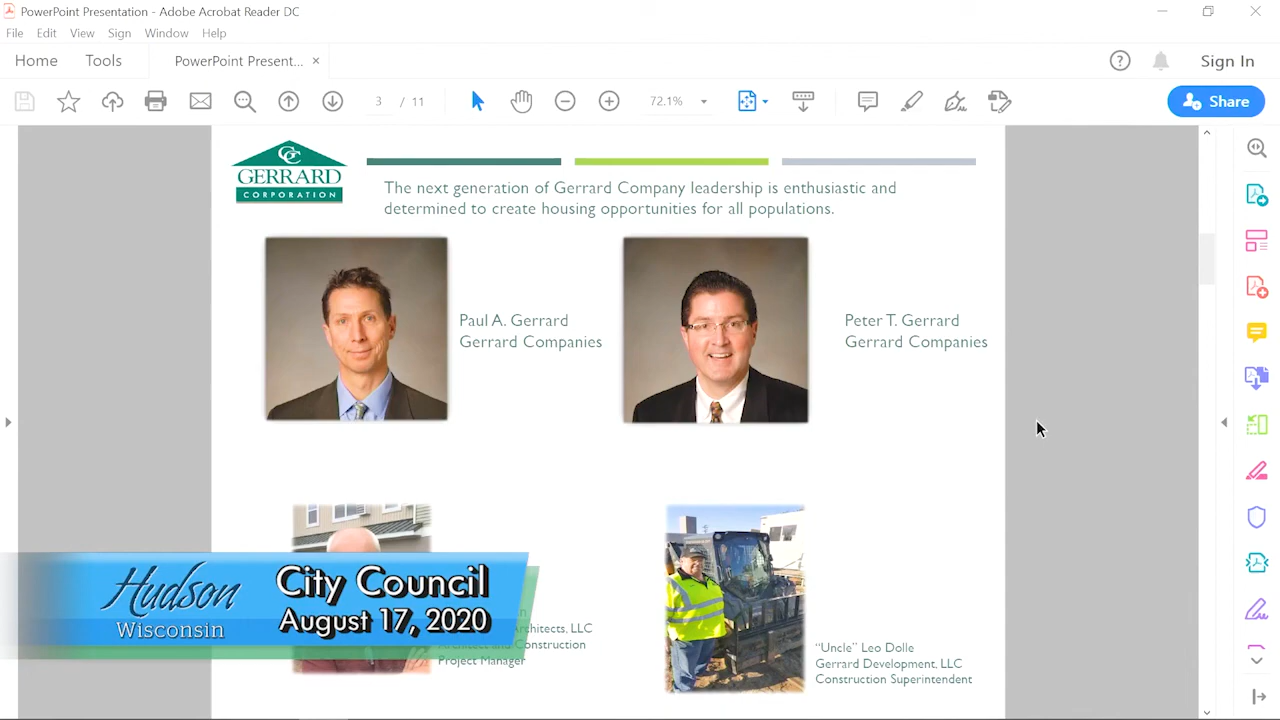 PowerPoint Presentation - Adobe Acrobat Reader DC
File Edit View Sign Window Help
Home Tools PowerPoint Present... × Sign In
3 / 11 72.1% Share
GERRARD
CORPORATION
The next generation of Gerrard Company leadership is enthusiastic and
determined to create housing opportunities for all populations.
Paul A. Gerrard
Gerrard Companies
Peter T. Gerrard
Gerrard Companies
Architects, LLC
Architect and Construction
Project Manager
"Uncle" Leo Dolle
Gerrard Development, LLC
Construction Superintendent
Hudson
Wisconsin
City Council
August 17, 2020